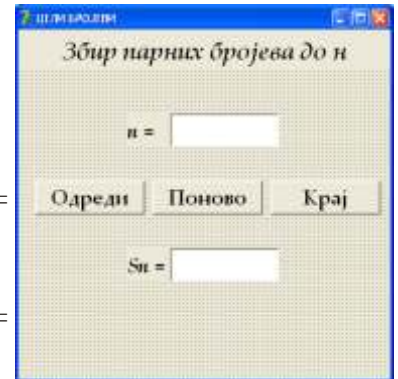 Збир парних бројева до н
n =
Одреди Поново Крај
Sn =